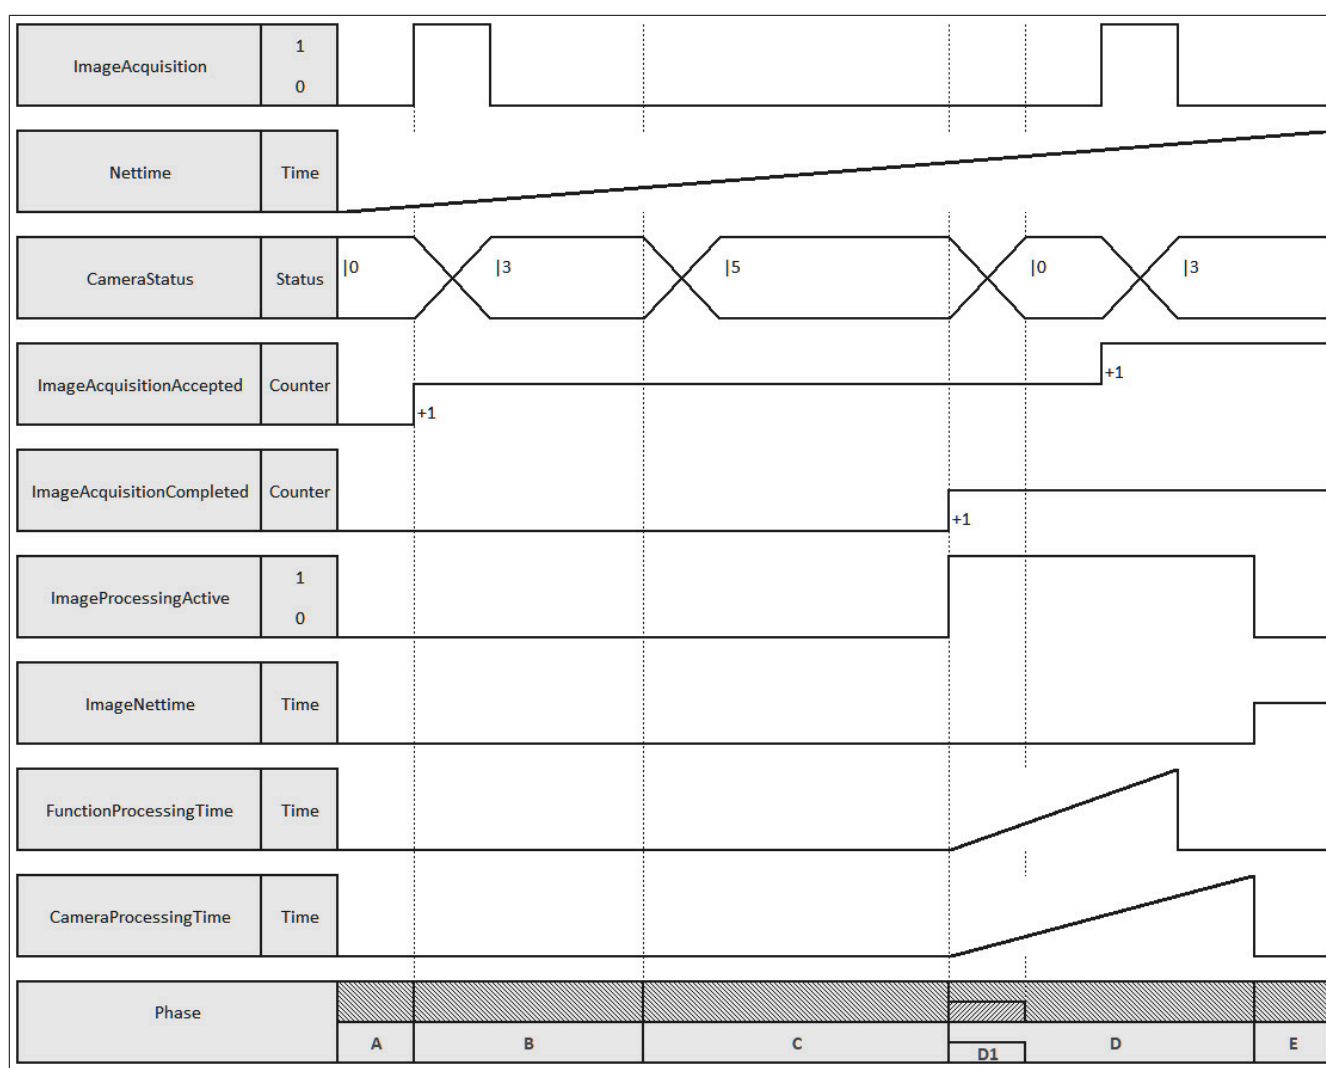 ImageAcquisition
1
0
Nettime
Time
CameraStatus
Status
|0
|3
|5
|0
|3
ImageAcquisitionAccepted
Counter
+1
+1
ImageAcquisitionCompleted
Counter
+1
ImageProcessingActive
1
0
ImageNettime
Time
FunctionProcessingTime
Time
CameraProcessingTime
Time
Phase
A
B
C
D1
D
E